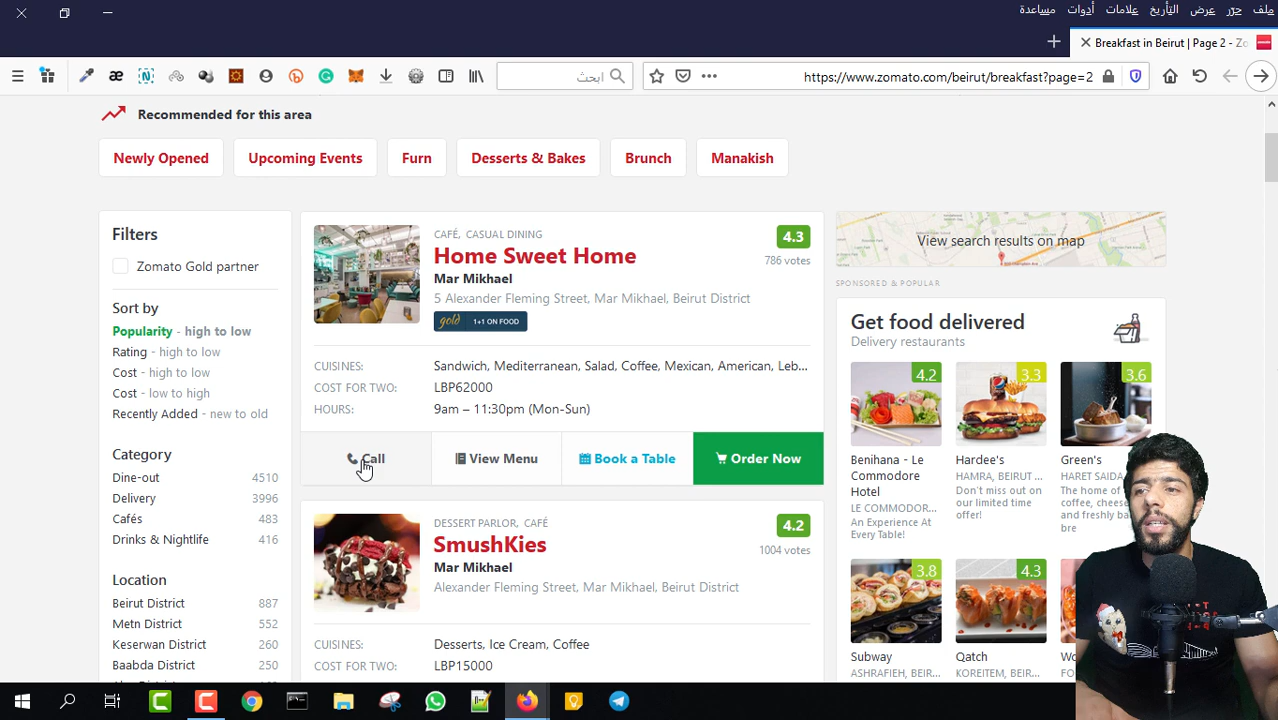 ملف حرّر عرض التأريخ علامات أدوات مساعدة
Breakfast in Beirut | Page 2 - Zo
https://www.zomato.com/beirut/breakfast?page=2
ابحث
Recommended for this area
Newly Opened
Upcoming Events
Furn
Desserts & Bakes
Brunch
Manakish
Filters
Zomato Gold partner
Sort by
Popularity - high to low
Rating - high to low
Cost - high to low
Cost - low to high
Recently Added - new to old
Category
Dine-out 4510
Delivery 3996
Cafés 483
Drinks & Nightlife 416
Location
Beirut District 887
Metn District 552
Keserwan District 260
Baabda District 250
CAFÉ, CASUAL DINING
Home Sweet Home
4.3
786 votes
Mar Mikhael
5 Alexander Fleming Street, Mar Mikhael, Beirut District
gold 1+1 ON FOOD
CUISINES: Sandwich, Mediterranean, Salad, Coffee, Mexican, American, Leb...
COST FOR TWO: LBP62000
HOURS: 9am – 11:30pm (Mon-Sun)
Call
View Menu
Book a Table
Order Now
DESSERT PARLOR, CAFÉ
SmushKies
4.2
1004 votes
Mar Mikhael
Alexander Fleming Street, Mar Mikhael, Beirut District
CUISINES: Desserts, Ice Cream, Coffee
COST FOR TWO: LBP15000
View search results on map
SPONSORED & POPULAR
Get food delivered
Delivery restaurants
4.2
Benihana - Le
Commodore
Hotel
LE COMMODOR...
An Experience At
Every Table!
3.3
Hardee's
HAMRA, BEIRUT ...
Don't miss out on
our limited time
offer!
3.6
Green's
HARET SAIDA
The home of
coffee, cheese
and freshly ba
bre
3.8
Subway
ASHRAFIEH, BEIR...
4.3
Qatch
KOREITEM, BEIR...